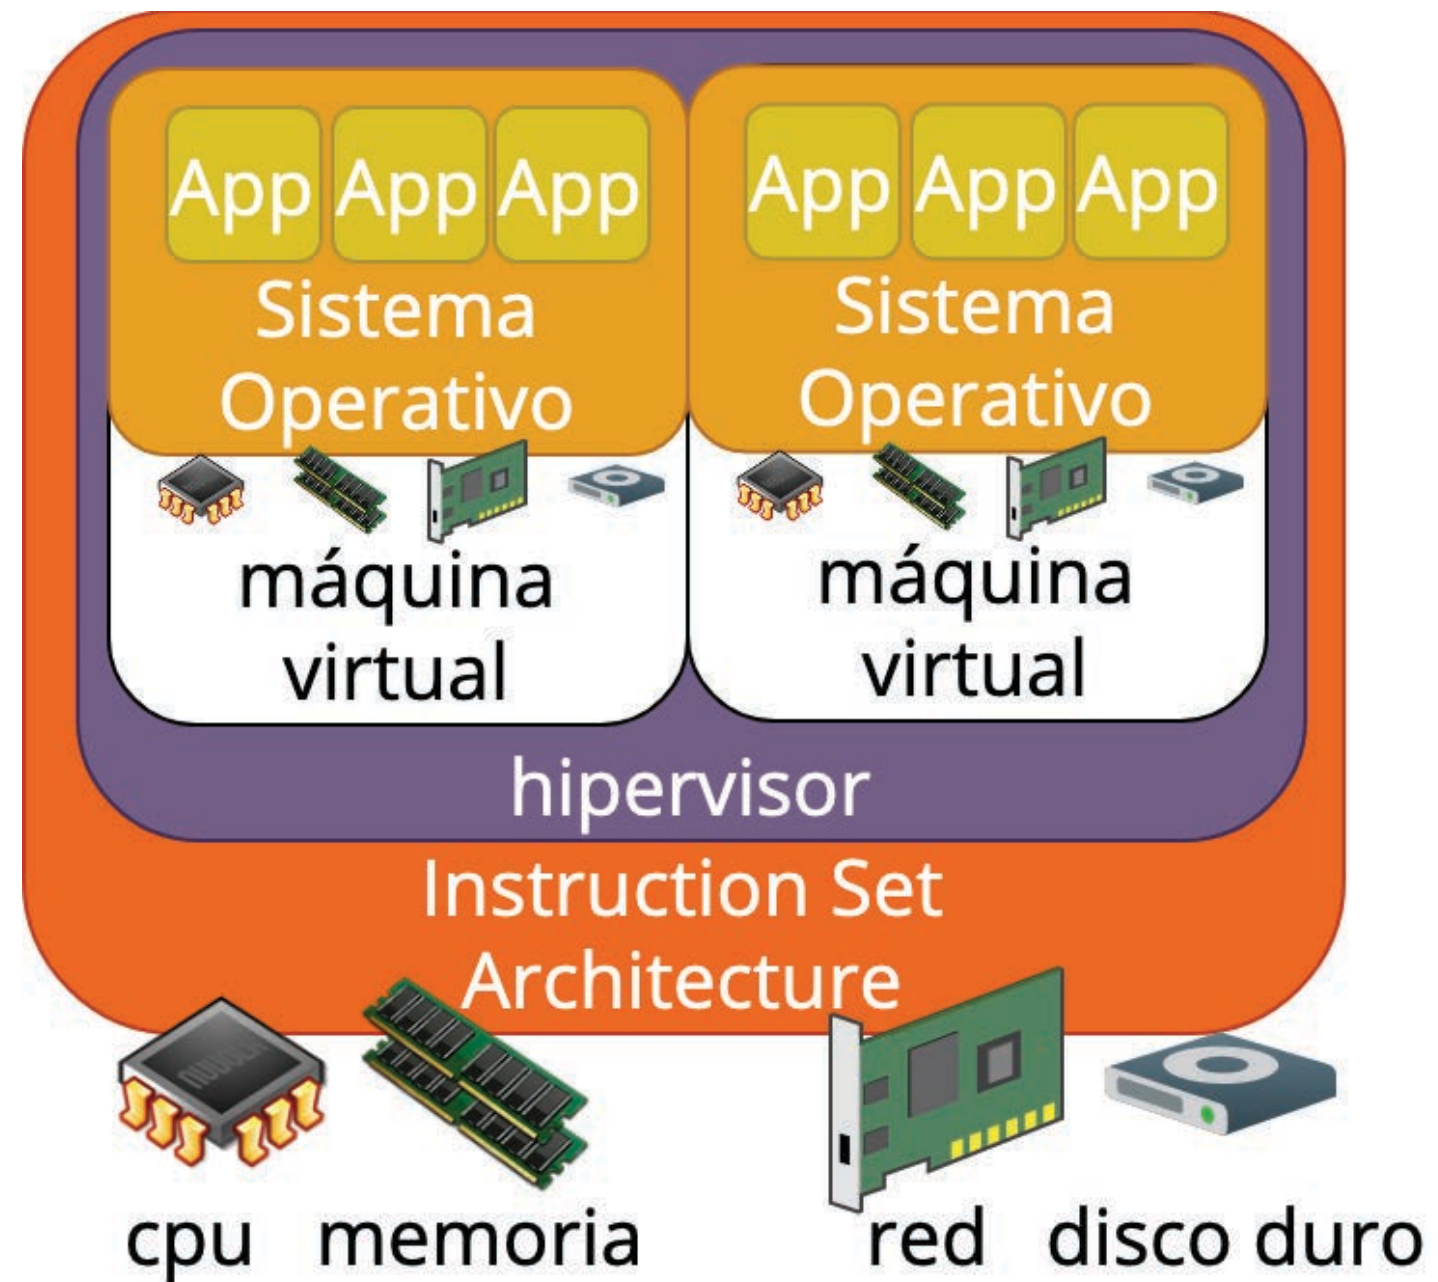 App App App
Sistema
Operativo
máquina
virtual
App App App
Sistema
Operativo
máquina
virtual
hipervisor
Instruction Set
Architecture
cpu memoria red disco duro